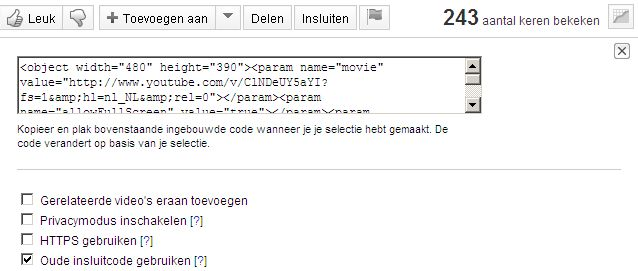 Leuk
Toevoegen aan
Delen
Insluiten
243 aantal keren bekeken
<object width="480" height="390"><param name="movie"
value="http://www.youtube.com/v/ClNDeUY5aYI?
fs=1&amp;hl=nl_NL&amp;rel=0"></param><param
name="allowFullScreen" value="true"></param><param
Kopieer en plak bovenstaande ingebouwde code wanneer je je selectie hebt gemaakt. De
code verandert op basis van je selectie.
Gerelateerde video's eraan toevoegen
Privacymodus inschakelen [?]
HTTPS gebruiken [?]
Oude insluitcode gebruiken [?]